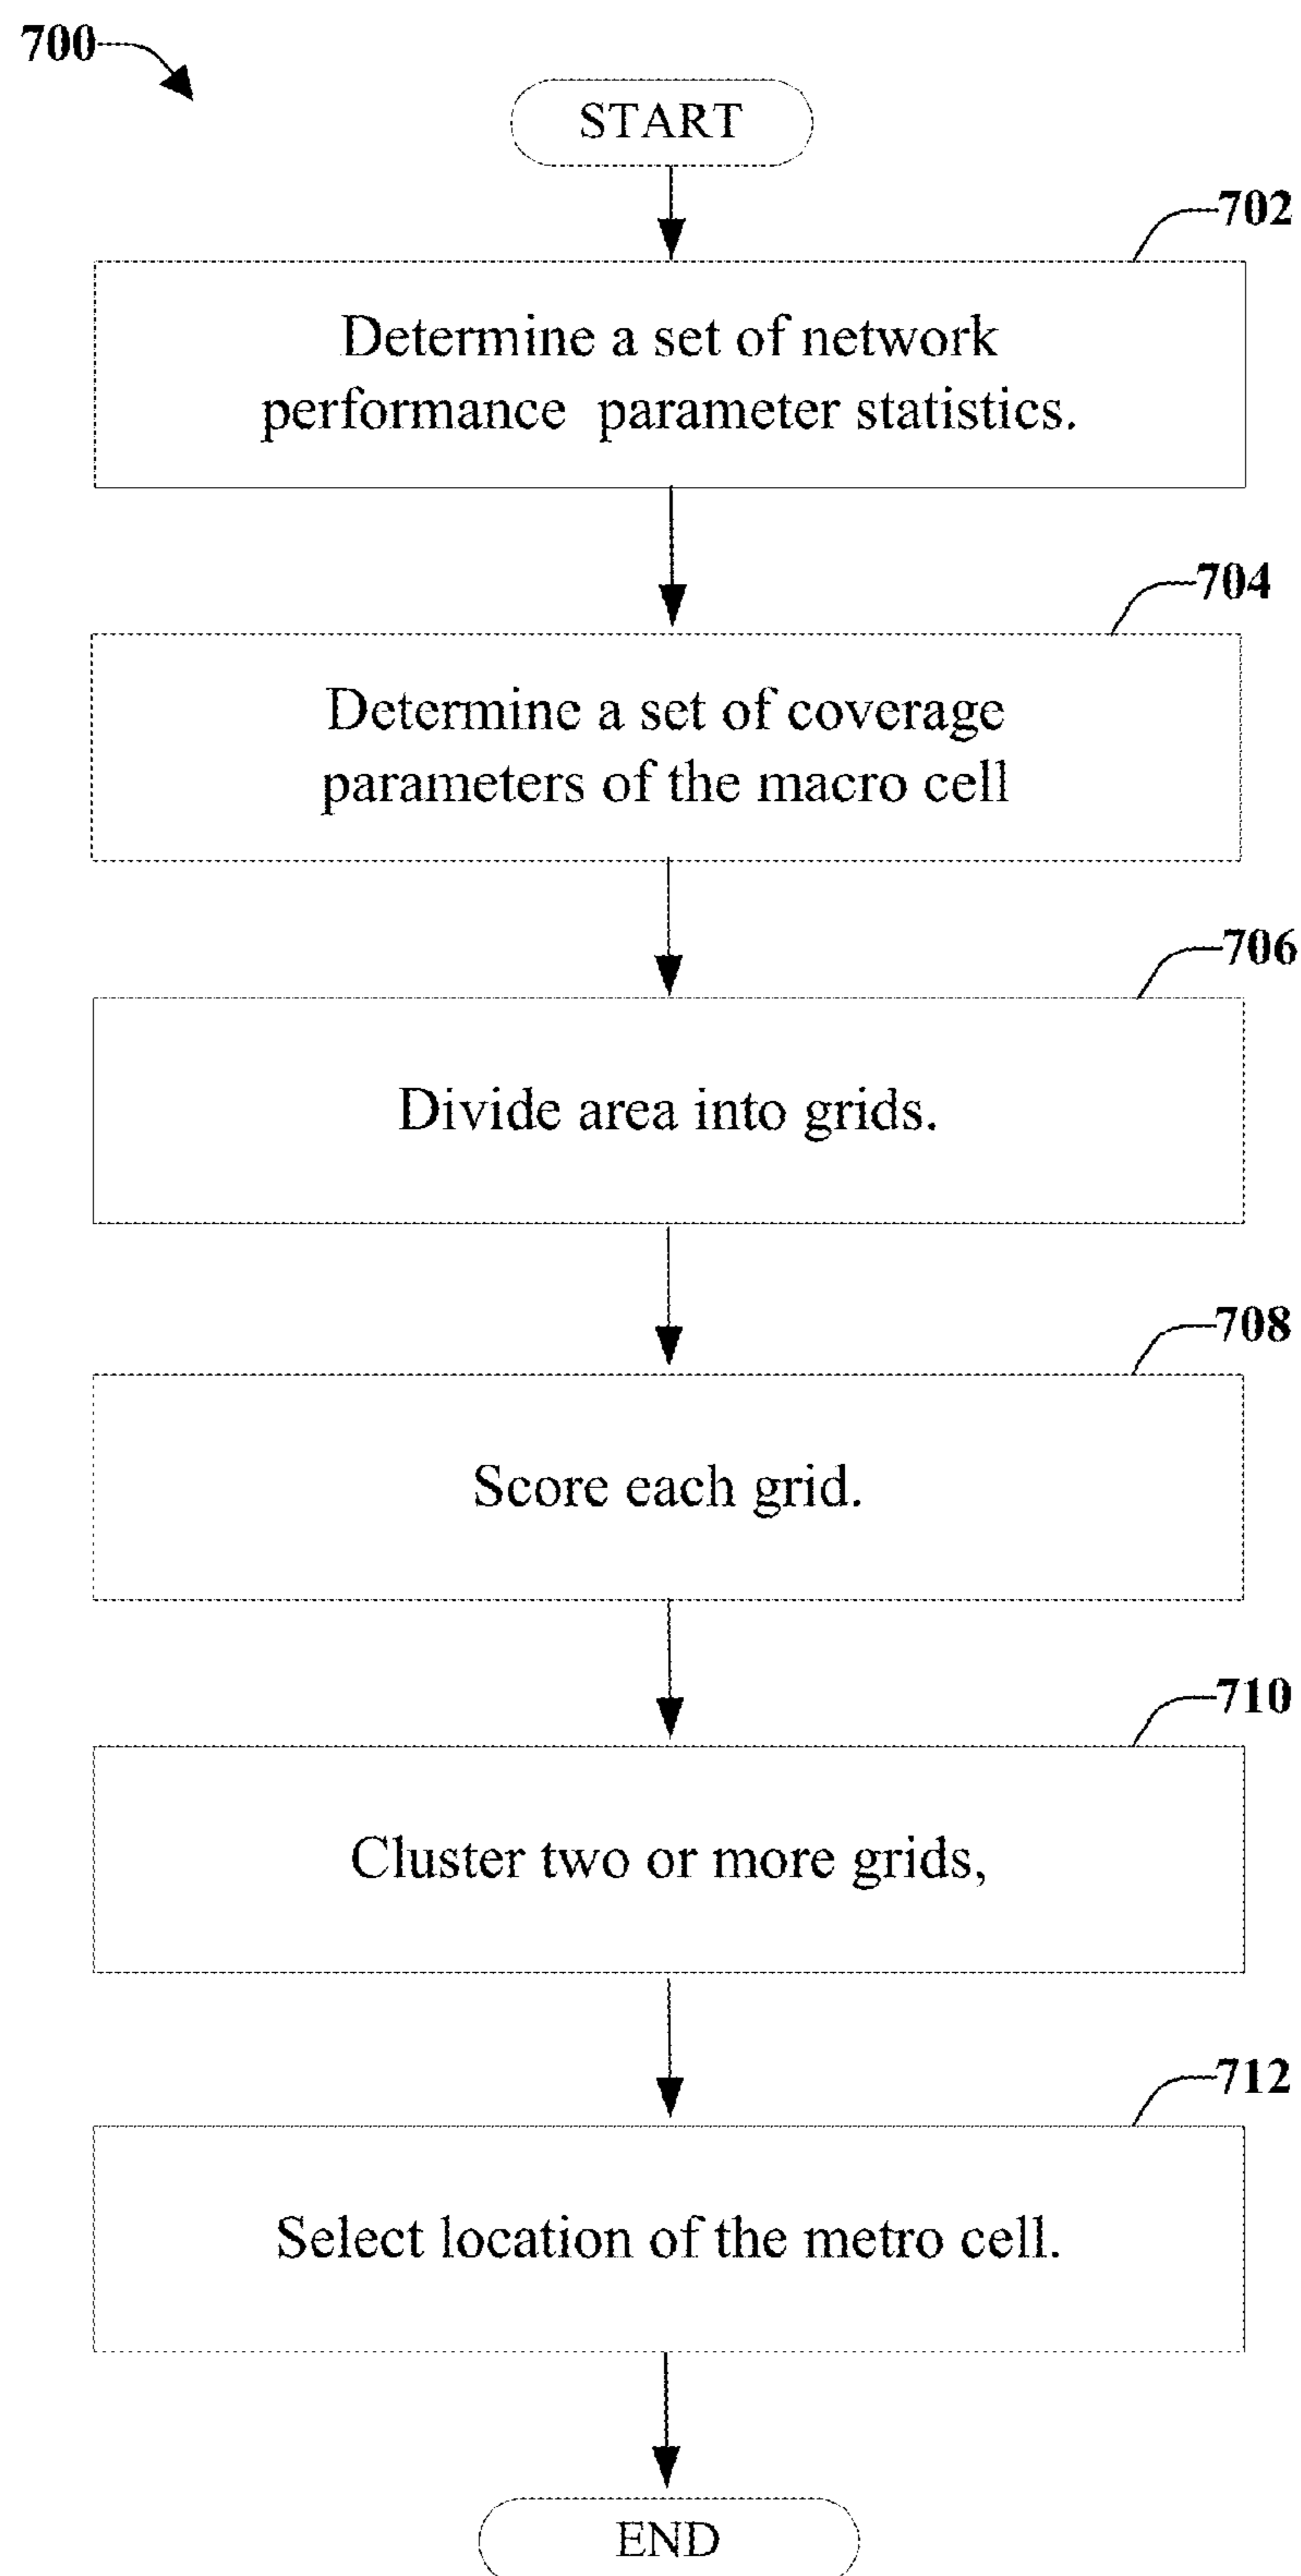 700
START
702
Determine a set of network
performance parameter statistics.
704
Determine a set of coverage
parameters of the macro cell
706
Divide area into grids.
708
Score each grid.
710
Cluster two or more grids,
712
Select location of the metro cell.
END